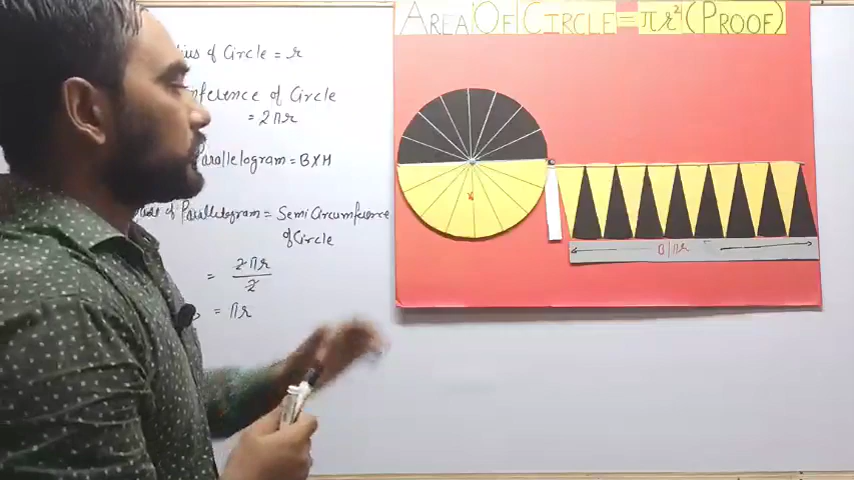 AREA OF CIRCLE = πr² (PROOF)
of Circle = r
of Circle
= 2πr
Parallelogram = B×H
of Parallelogram = Semi Circumference
of Circle
= 2πr
2
= πr
r
B|πr